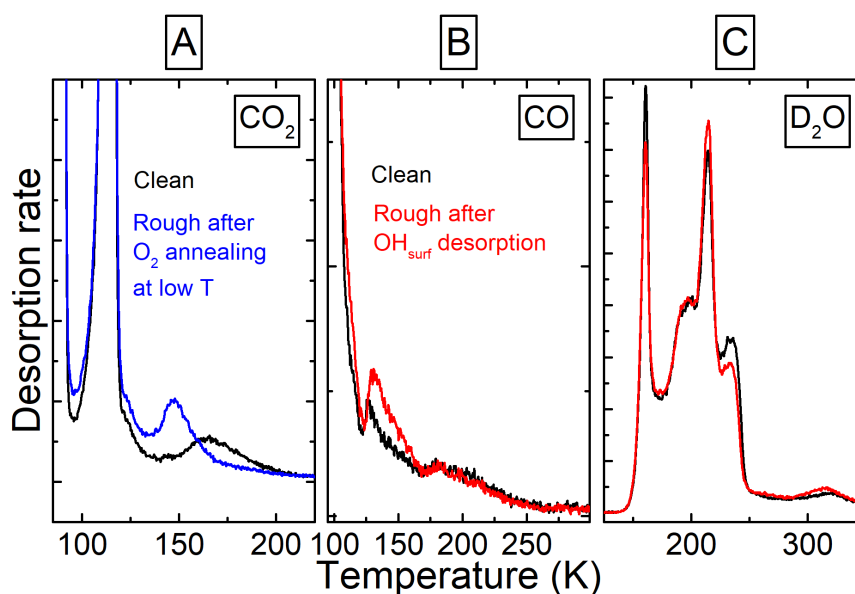 A
B
C
CO₂
CO
D₂O
Clean
Rough after
O₂ annealing
at low T
Clean
Rough after
OHsurf desorption
Desorption rate
100 150 200
100 150 200 250
200 300
Temperature (K)